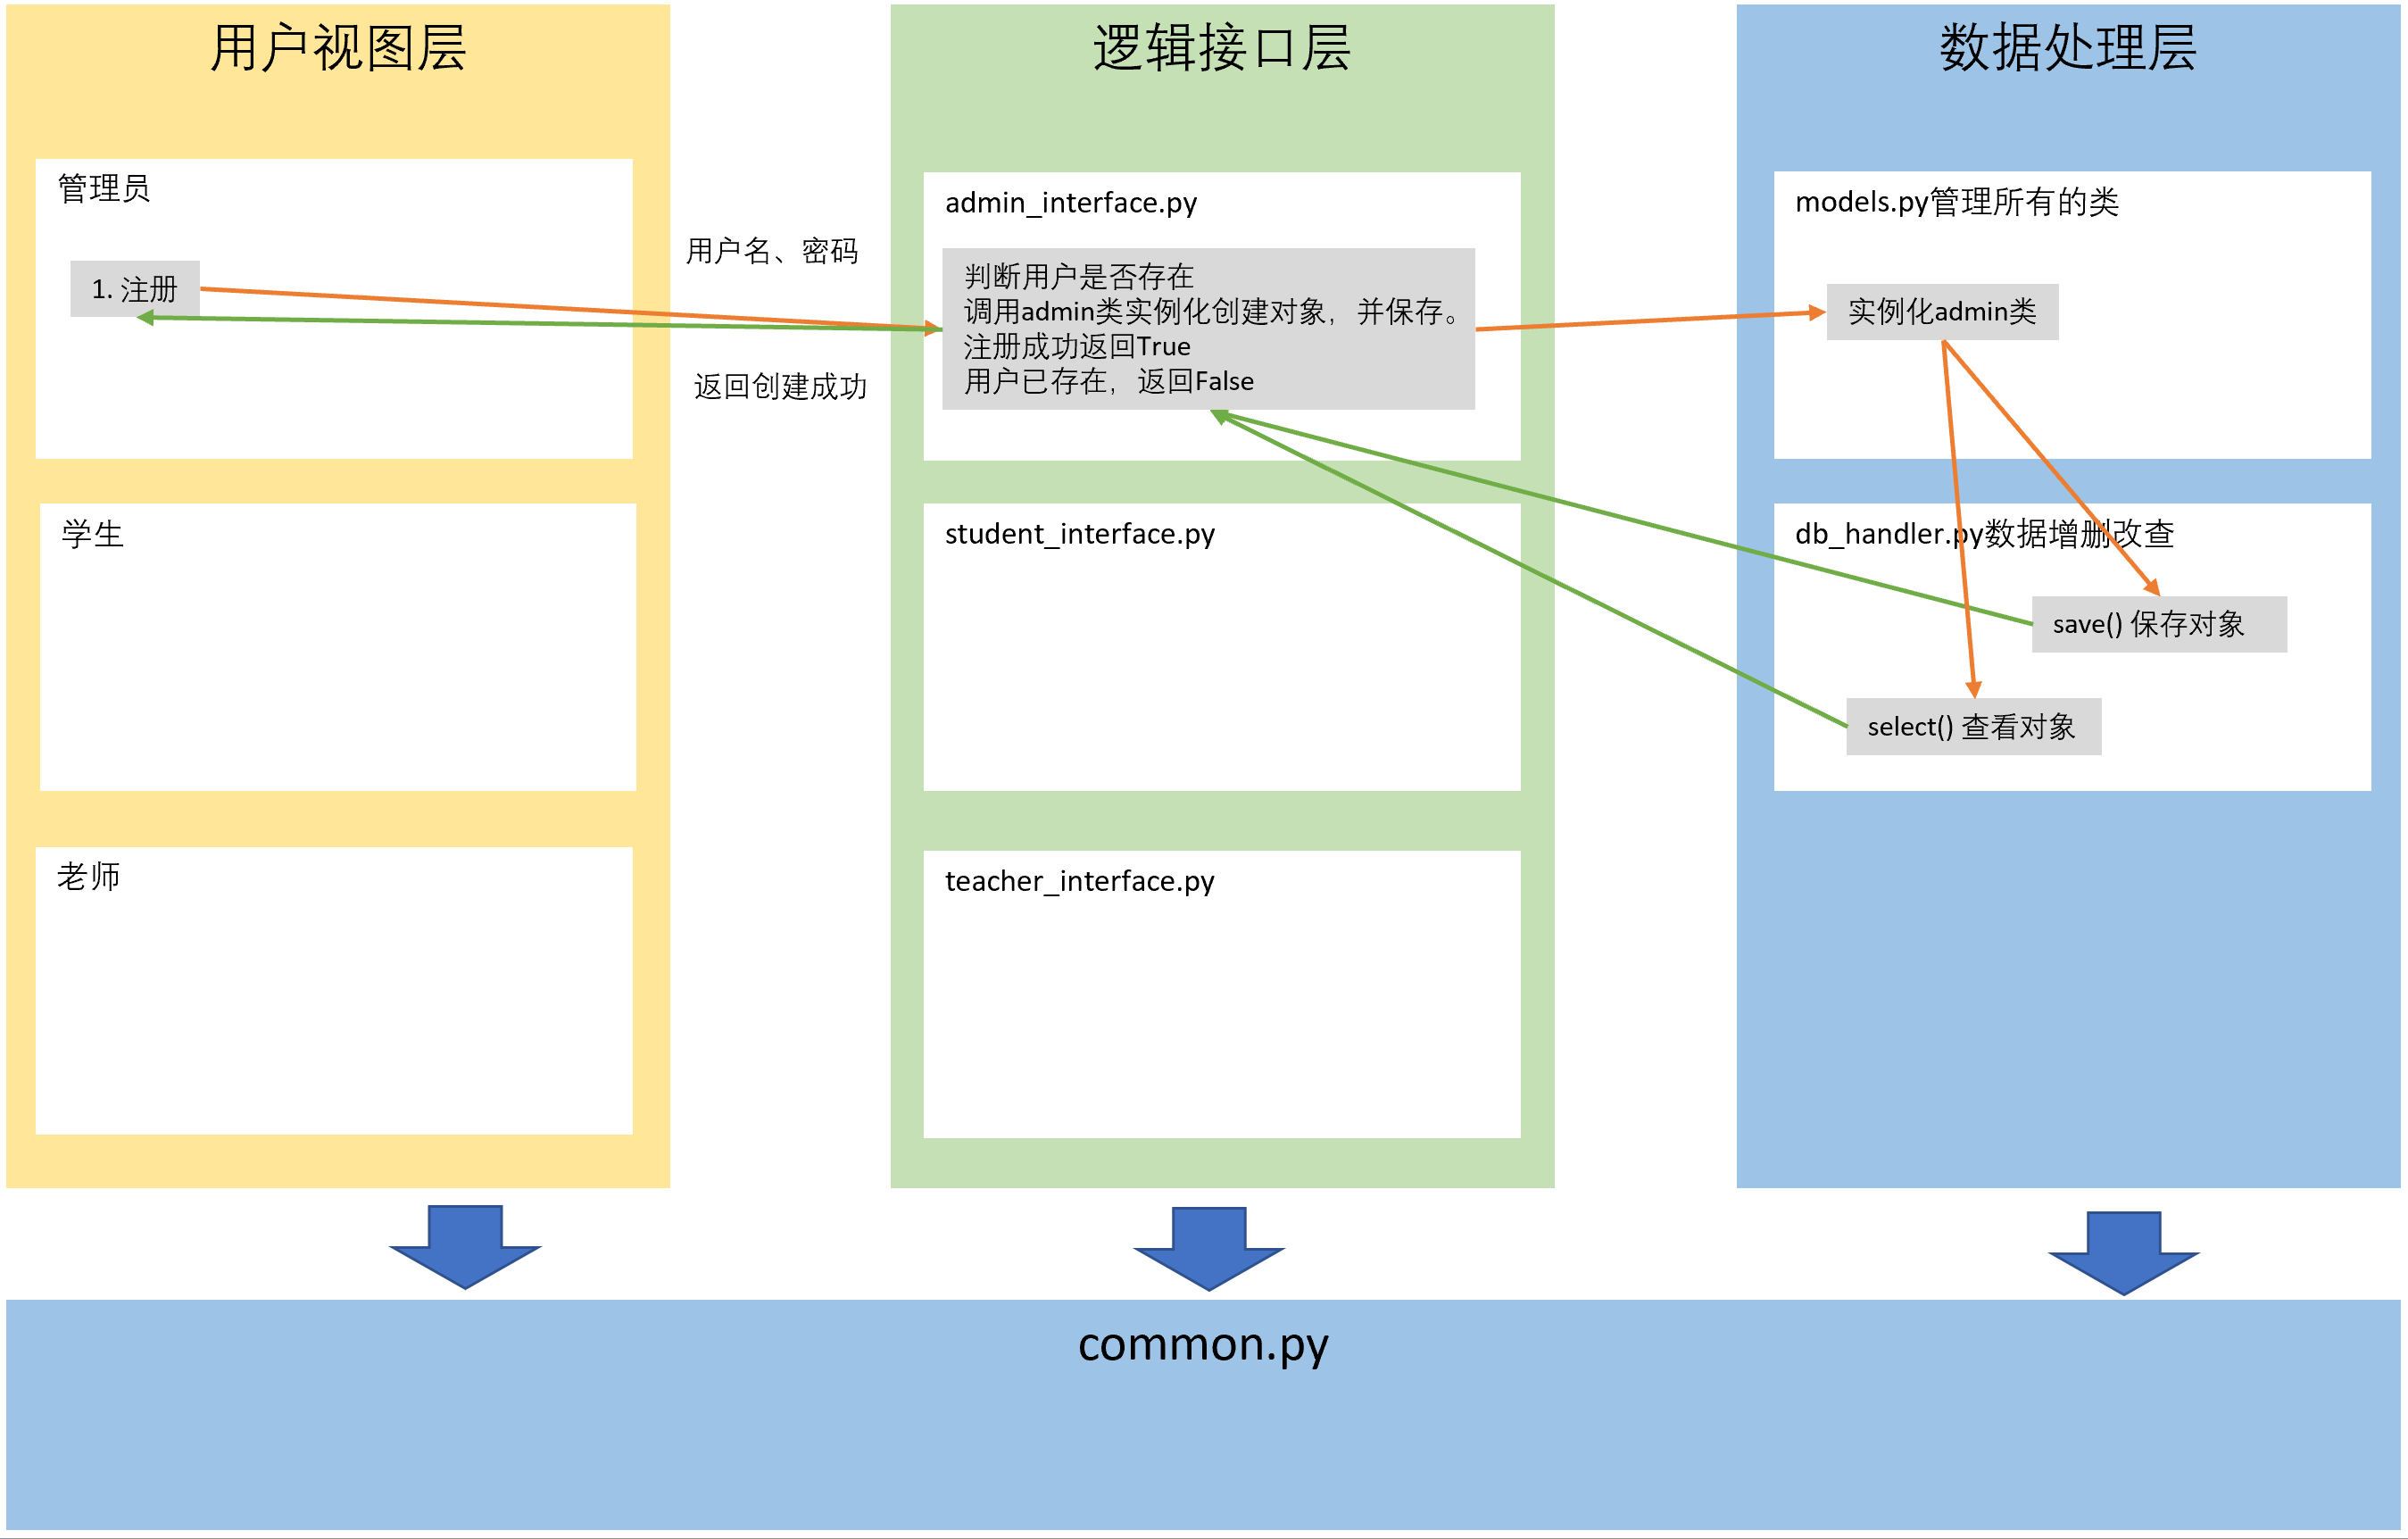 用户视图层
管理员
1. 注册
学生
老师
用户名、密码
返回创建成功
逻辑接口层
admin_interface.py
判断用户是否存在
调用admin类实例化创建对象，并保存。
注册成功返回True
用户已存在，返回False
student_interface.py
teacher_interface.py
数据处理层
models.py管理所有的类
实例化admin类
db_handler.py数据增删改查
save() 保存对象
select() 查看对象
common.py